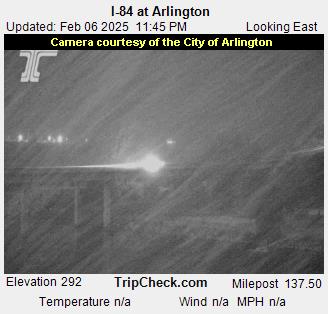 I-84 at Arlington
Updated: Feb 06 2025 11:45 PM Looking East
Camera courtesy of the City of Arlington
Elevation 292 TripCheck.com Milepost 137.50
Temperature n/a Wind n/a MPH n/a